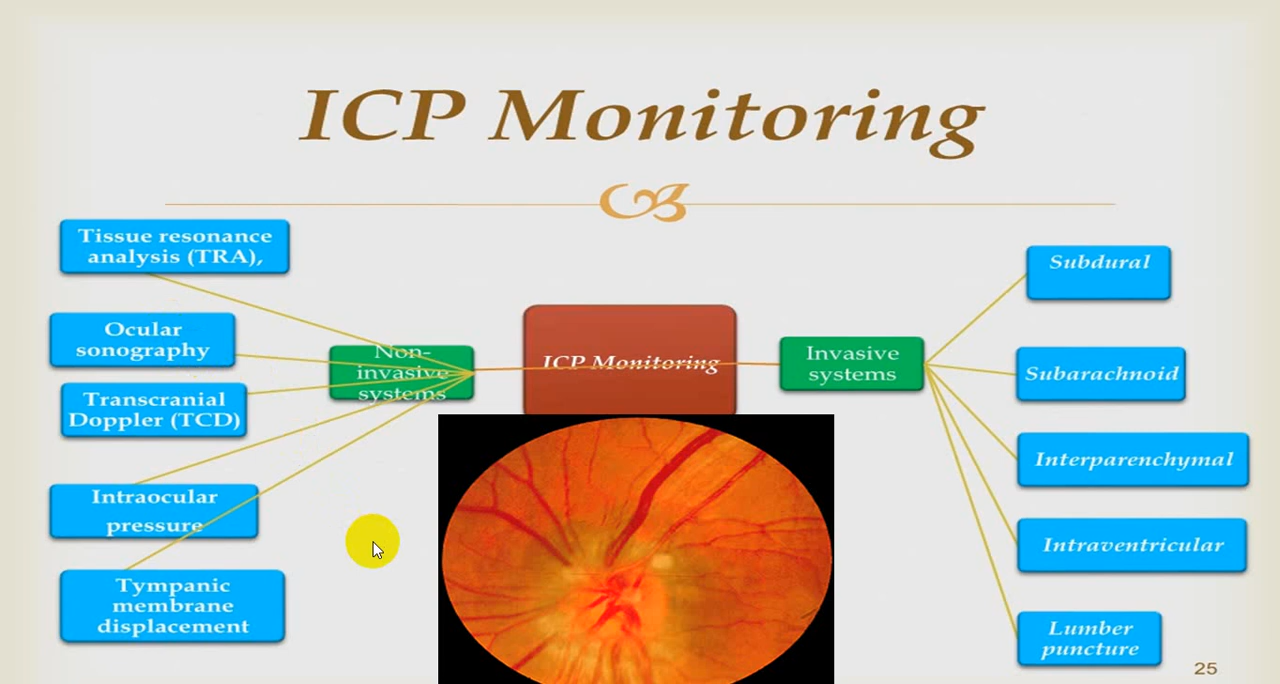 ICP Monitoring
Tissue resonance
analysis (TRA),
Ocular
sonography
Transcranial
Doppler (TCD)
Intraocular
pressure
Tympanic
membrane
displacement
Non-
invasive
systems
ICP Monitoring
Invasive
systems
Subdural
Subarachnoid
Interparenchymal
Intraventricular
Lumber
puncture
25